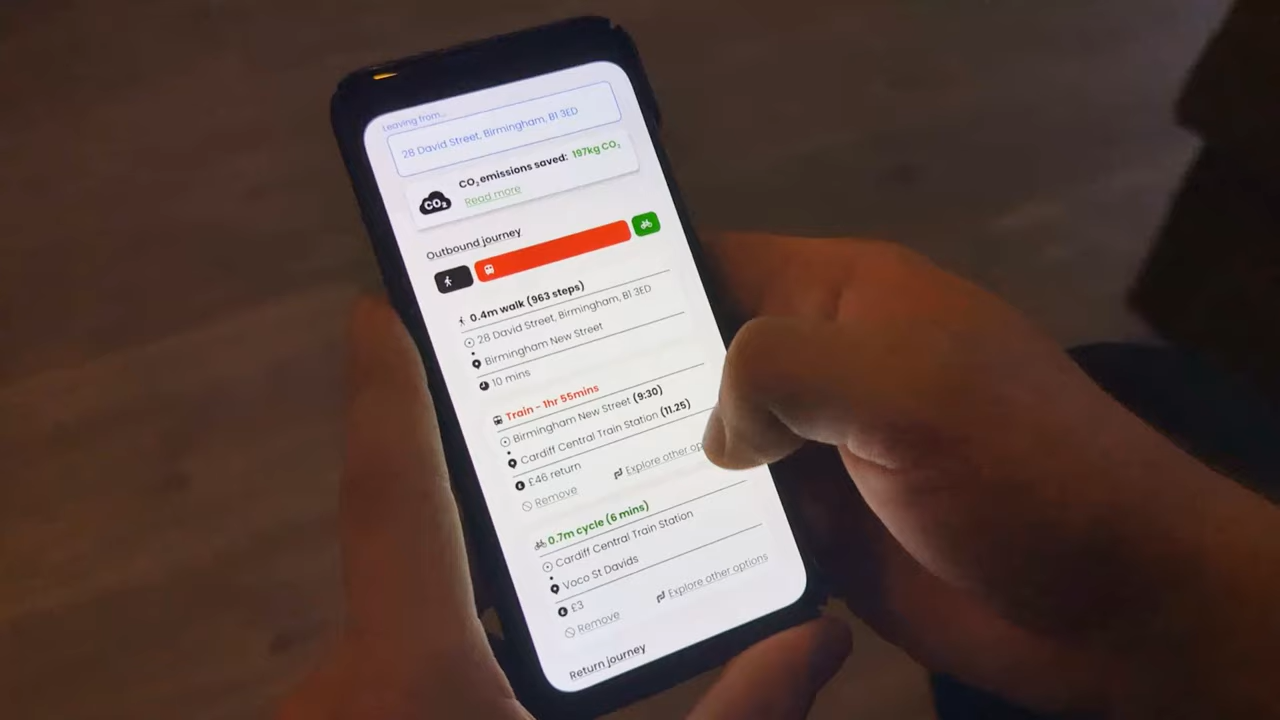 Leaving from...
28 David Street, Birmingham, B1 3ED
CO₂ emissions saved: 197kg CO₂
CO₂
Read more
Outbound journey
0.4m walk (963 steps)
28 David Street, Birmingham, B1 3ED
Birmingham New Street
10 mins
Train - 1hr 55mins
Birmingham New Street (9:30)
Cardiff Central Train Station (11.25)
£46 return
Explore other
Remove
0.7m cycle (6 mins)
Cardiff Central Train Station
Voco St Davids
£3
Explore other options
Remove
Return journey